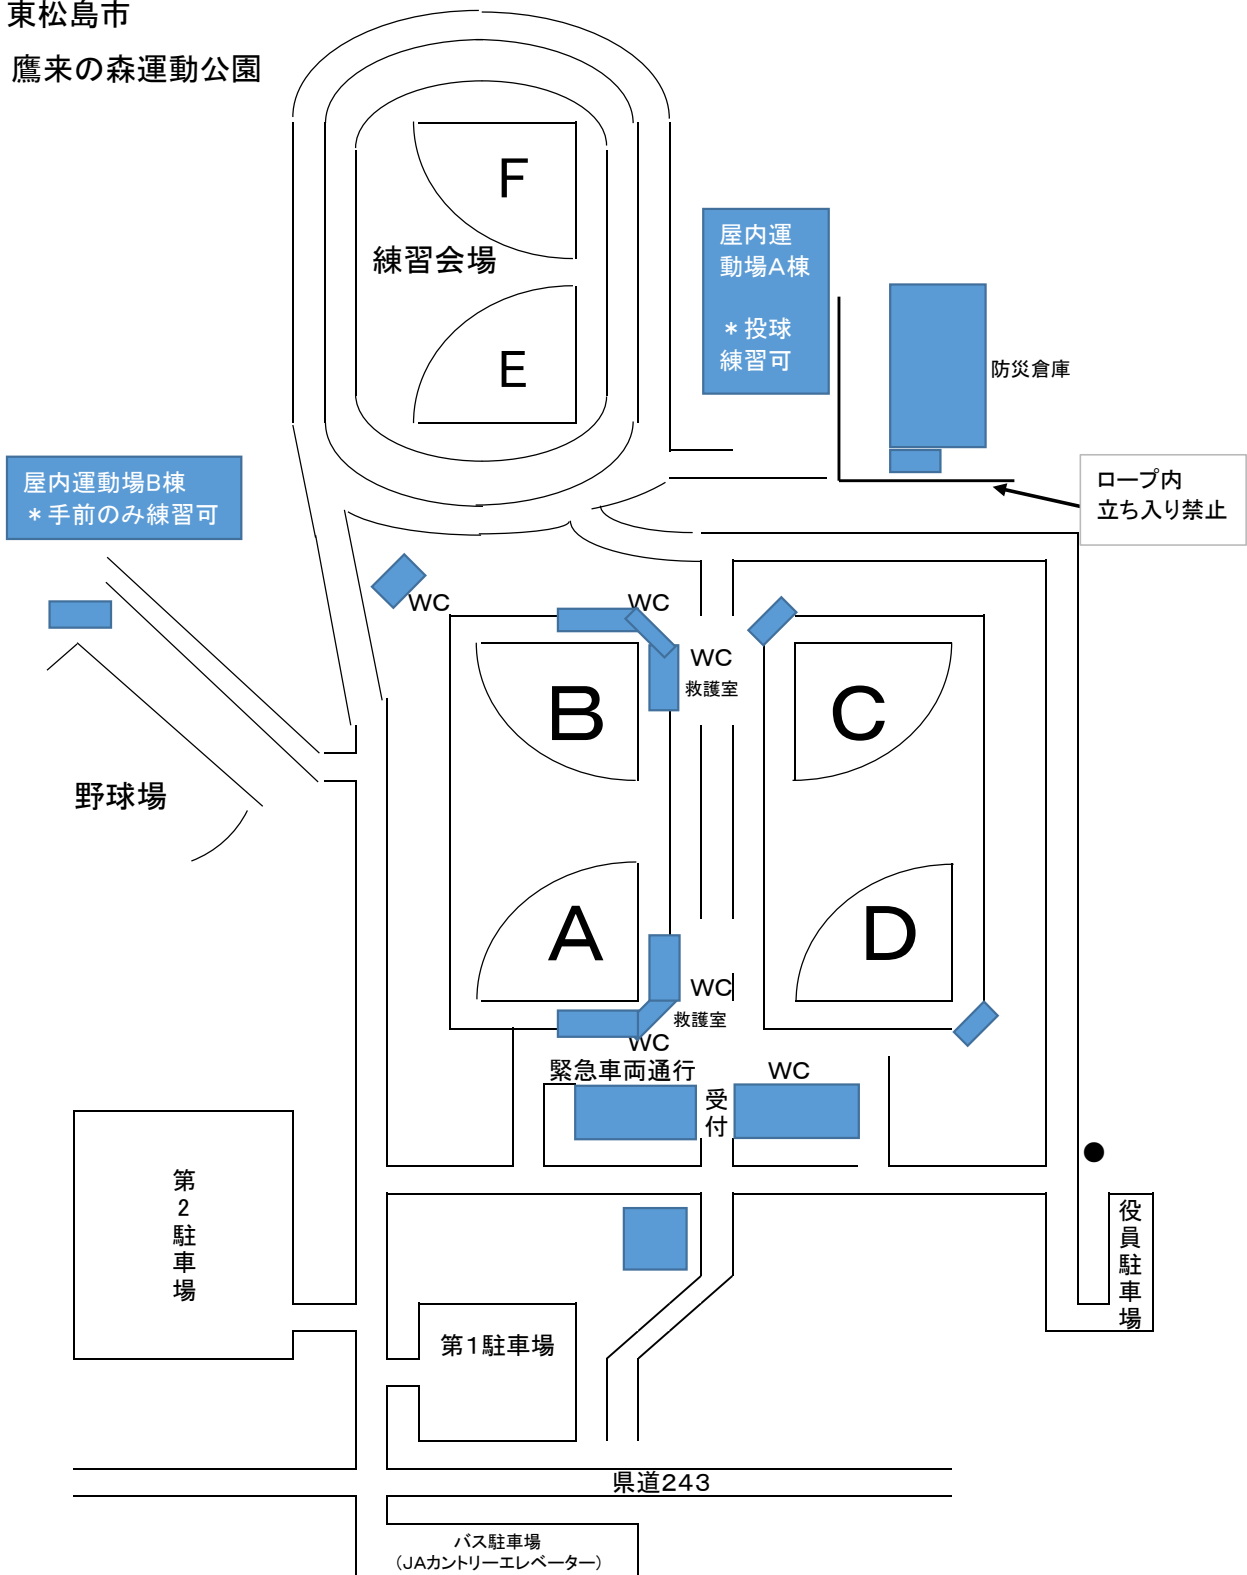 東松島市
鷹来の森運動公園
F
練習会場
E
屋内運
動場A棟
＊投球
練習可
防災倉庫
ロープ内
立ち入り禁止
屋内運動場B棟
＊手前のみ練習可
WC
WC
WC
救護室
B
C
野球場
A
D
WC
救護室
WC
緊急車両通行
WC
受
付
第
2
駐
車
場
役
員
駐
車
場
第1駐車場
県道243
バス駐車場
（JAカントリーエレベーター）